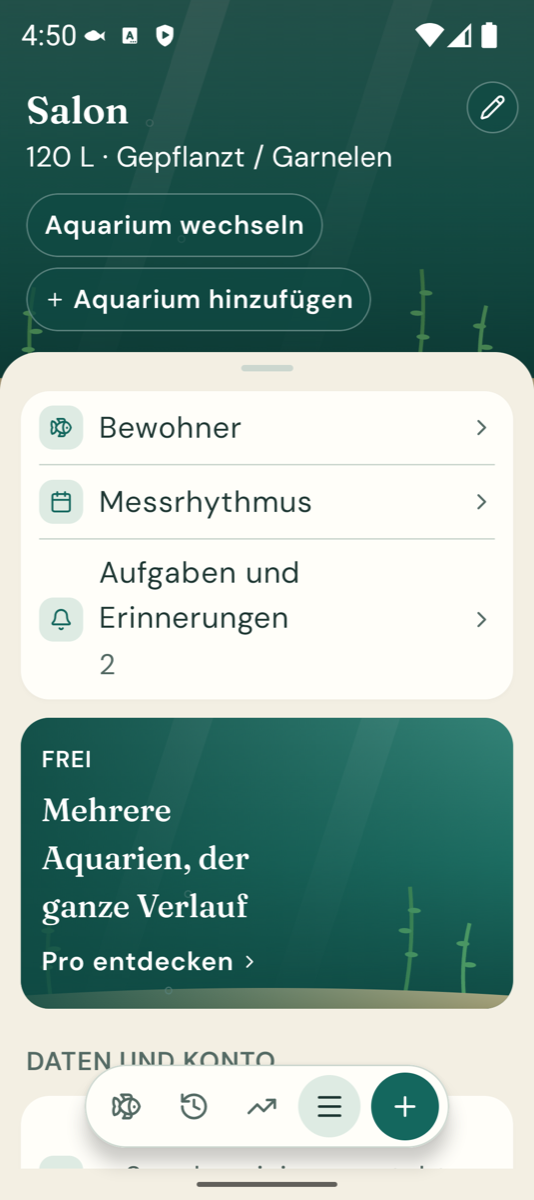 4:50
Salon
120 L · Gepflanzt / Garnelen
Aquarium wechseln
+ Aquarium hinzufügen
Bewohner
Messrhythmus
Aufgaben und
Erinnerungen
2
FREI
Mehrere
Aquarien, der
ganze Verlauf
Pro entdecken
DATEN UND KONTO